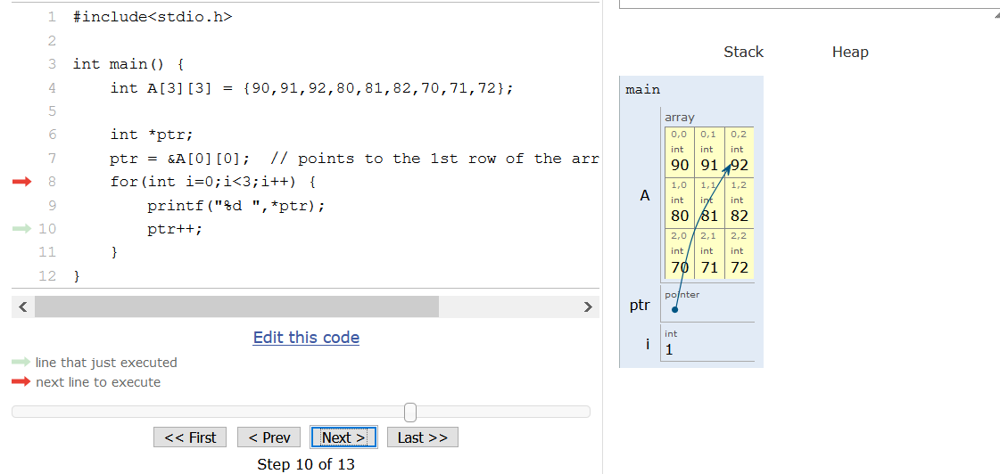 1 #include<stdio.h>
2
3 int main() {
4 int A[3][3] = {90,91,92,80,81,82,70,71,72};
5
6 int *ptr;
7 ptr = &A[0][0];  // points to the 1st row of the arr
8 for(int i=0;i<3;i++) {
9 printf("%d ",*ptr);
10 ptr++;
11 }
12 }
Edit this code
line that just executed
next line to execute
<< First < Prev Next > Last >>
Step 10 of 13
Stack Heap
main
array
0,0 0,1 0,2
int int int
90 91 92
A
1,0 1,1 1,2
int int int
80 81 82
2,0 2,1 2,2
int int int
70 71 72
ptr
pointer
i
int
1